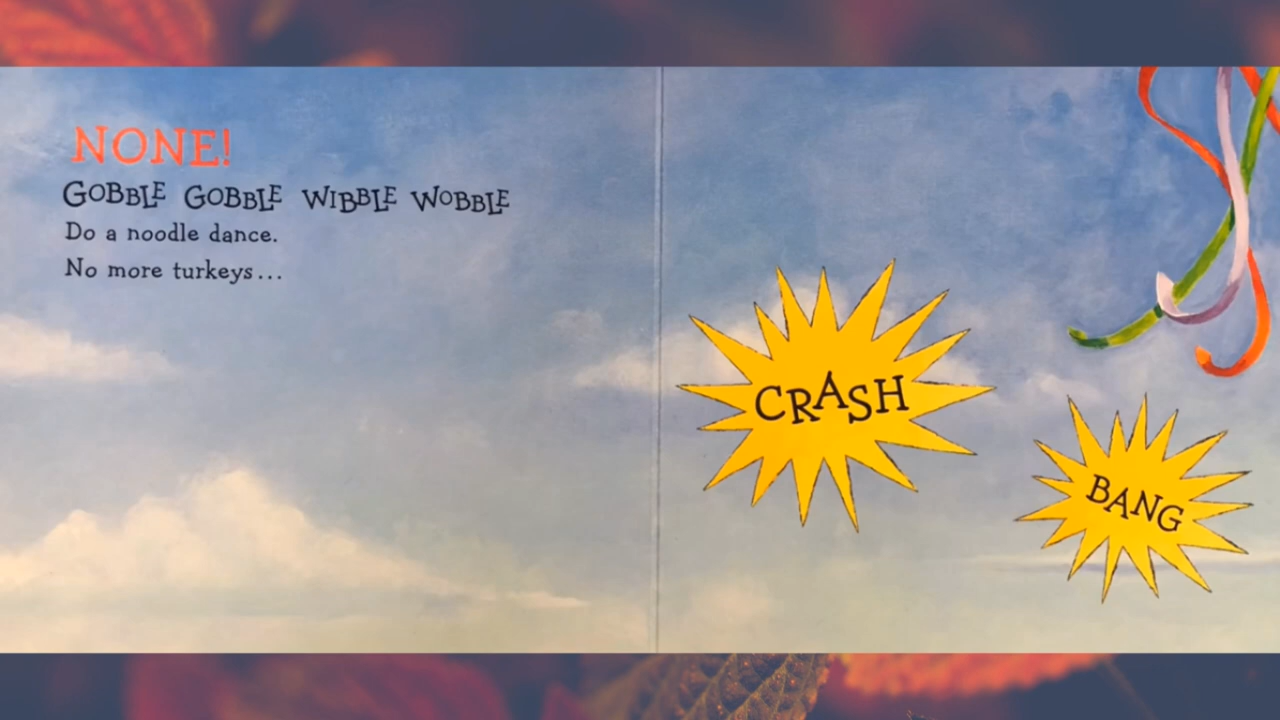 NONE!
GOBBLE GOBBLE WIBBLE WOBBLE
Do a noodle dance.
No more turkeys...
CRASH
BANG